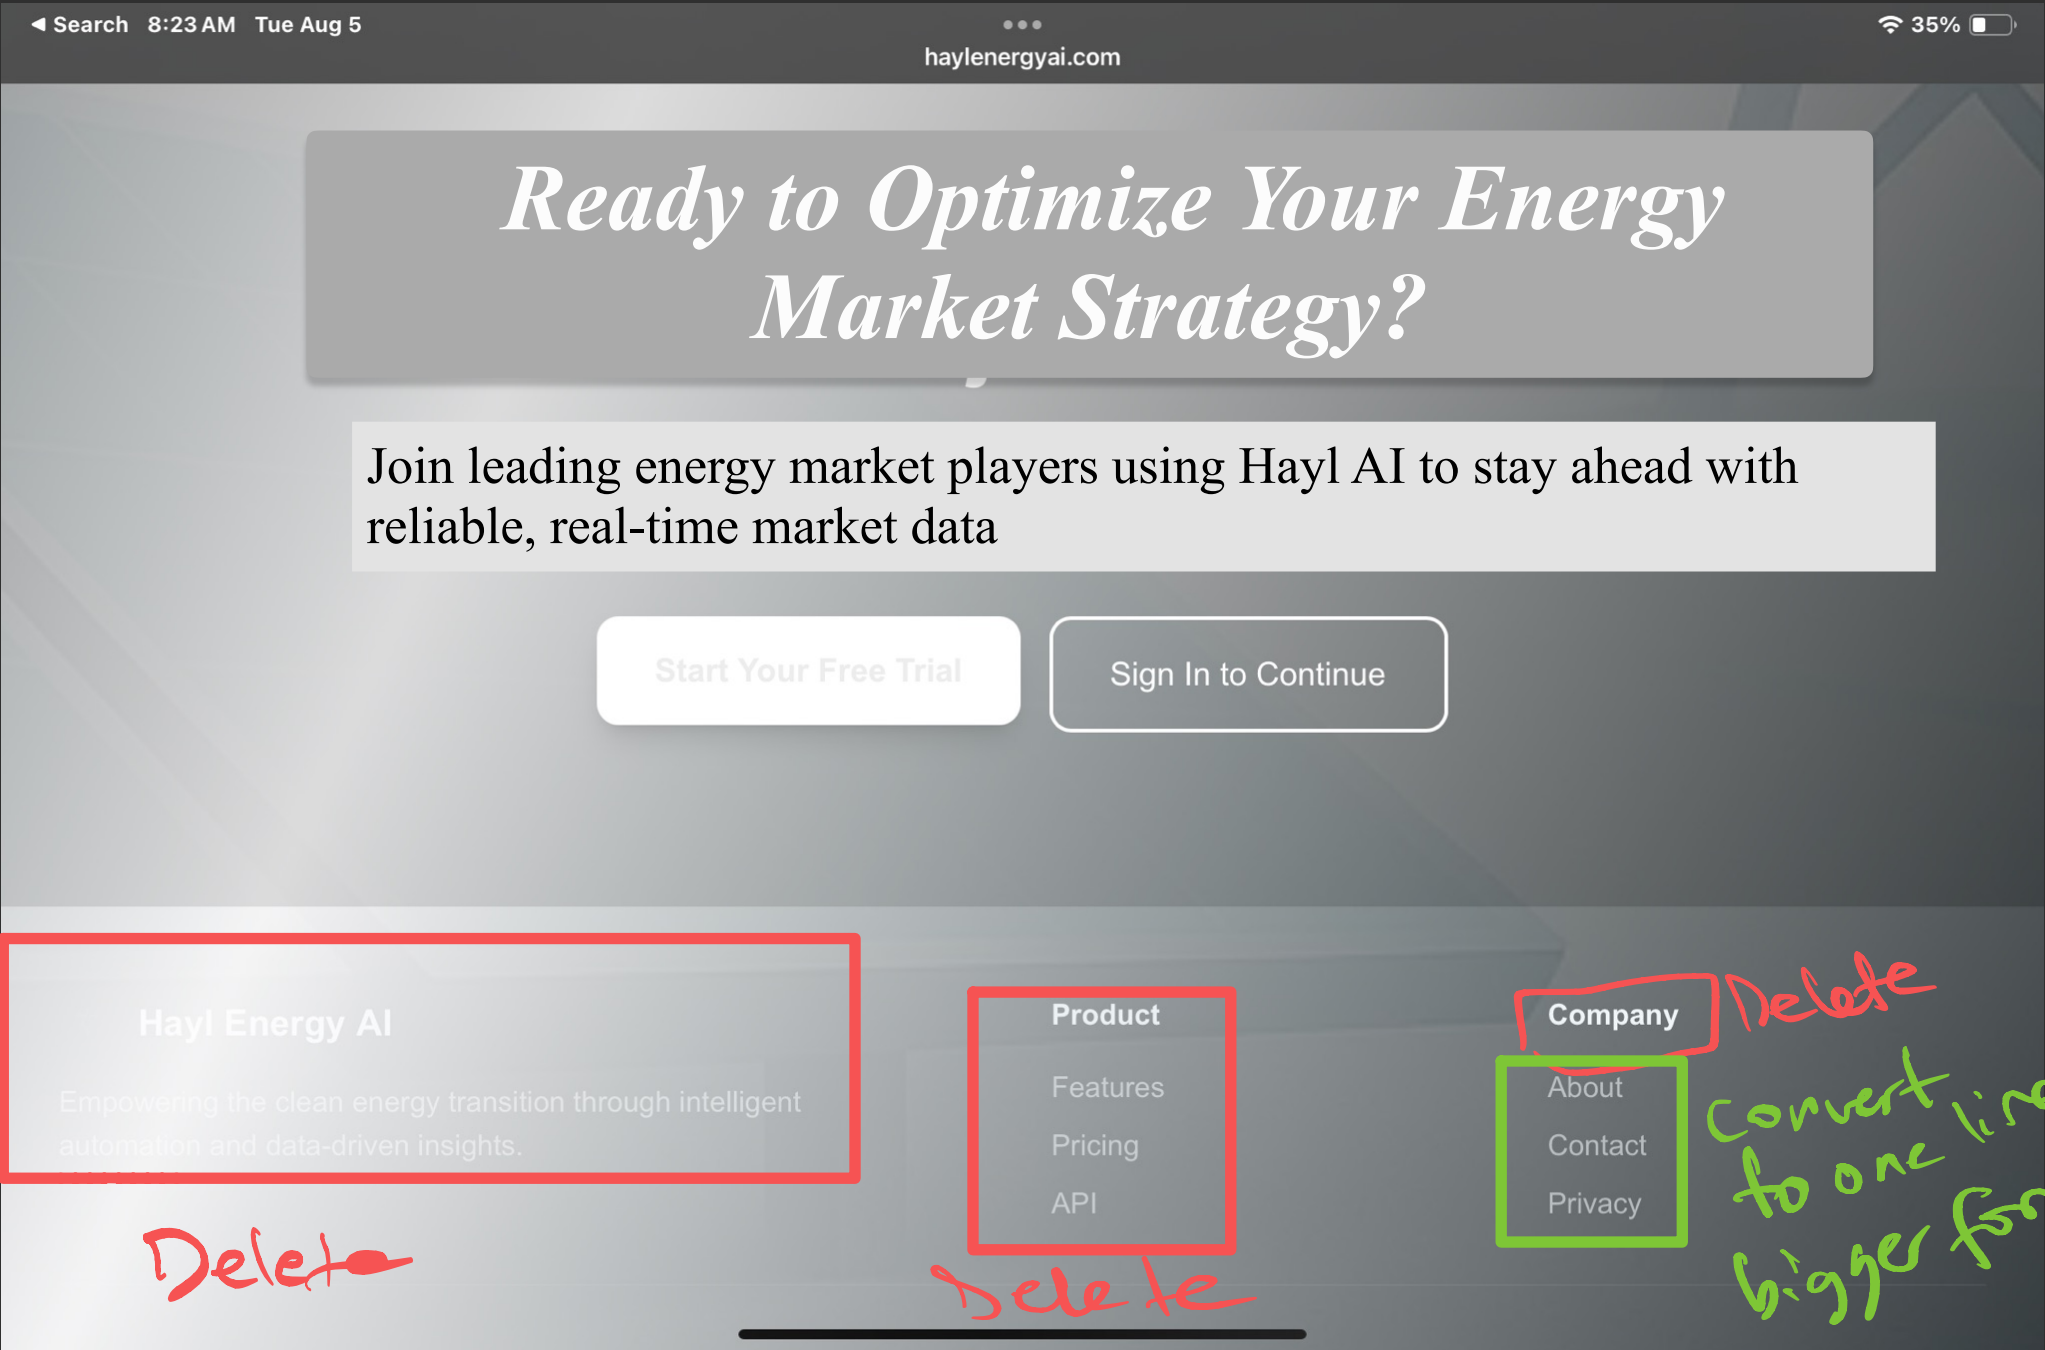 Search 8:23 AM Tue Aug 5
35%
haylenergyai.com
Ready to Optimize Your Energy
Market Strategy?
Join leading energy market players using Hayl AI to stay ahead with
reliable, real-time market data
Start Your Free Trial
Sign In to Continue
Hayl Energy AI
Empowering the clean energy transition through intelligent
automation and data-driven insights.
Delete
Product
Features
Pricing
API
Delete
Company
Delete
About
Contact
Privacy
Convert
to one
bigger